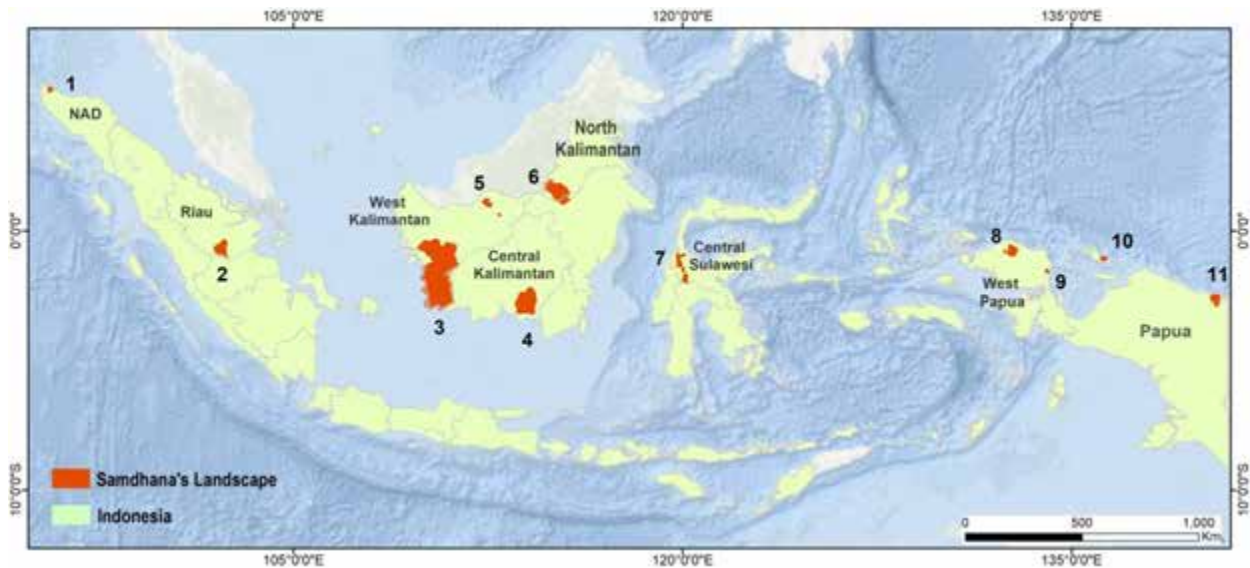 105°0'0"E
120°0'0"E
135°0'0"E
1
NAD
North
Kalimantan
5
6
West
Kalimantan
Riau
0°0'0"
0°0'0"
2
Central
Kalimantan
7
Central
Sulawesi
8
10
9
11
West
Papua
Papua
3
4
Samdhana's Landscape
Indonesia
10°0'0"S
10°0'0"S
0
500
1,000
Km
105°0'0"E
120°0'0"E
135°0'0"E